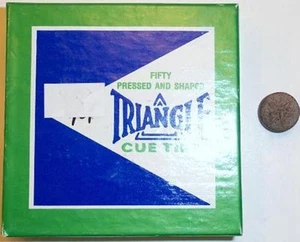 FIFTY
PRESSED AND SHAPED
TRIANGLE
CUE